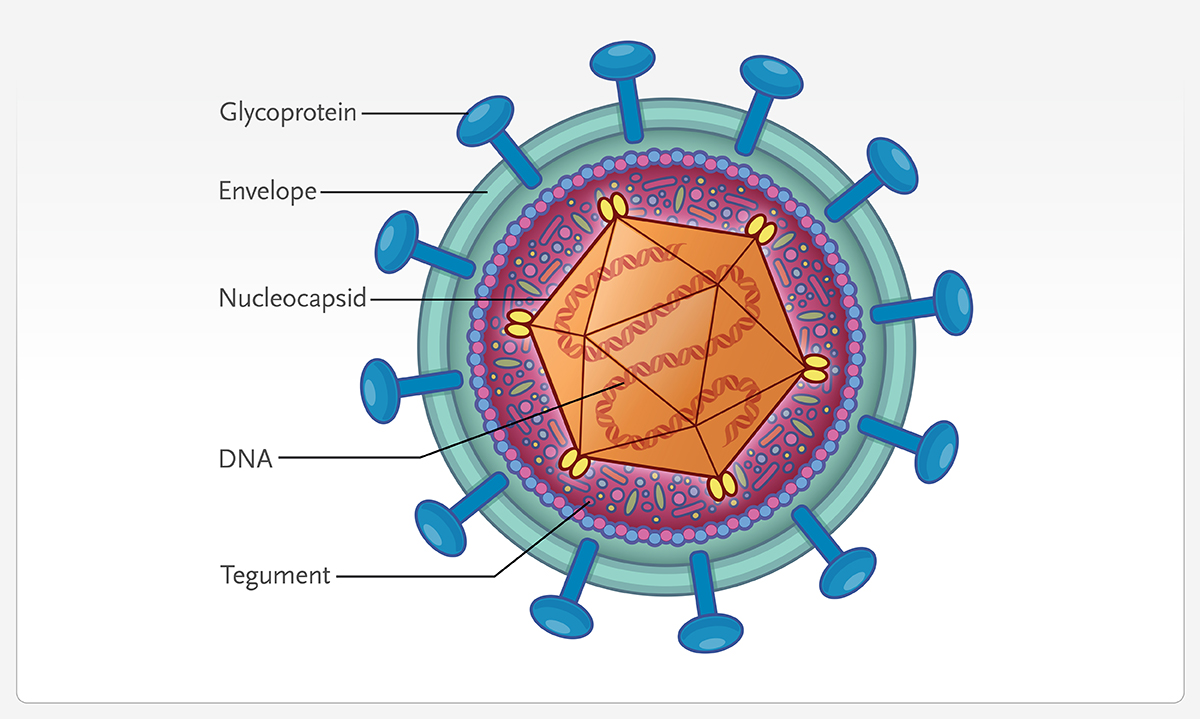 Glycoprotein
Envelope
Nucleocapsid
DNA
Tegument